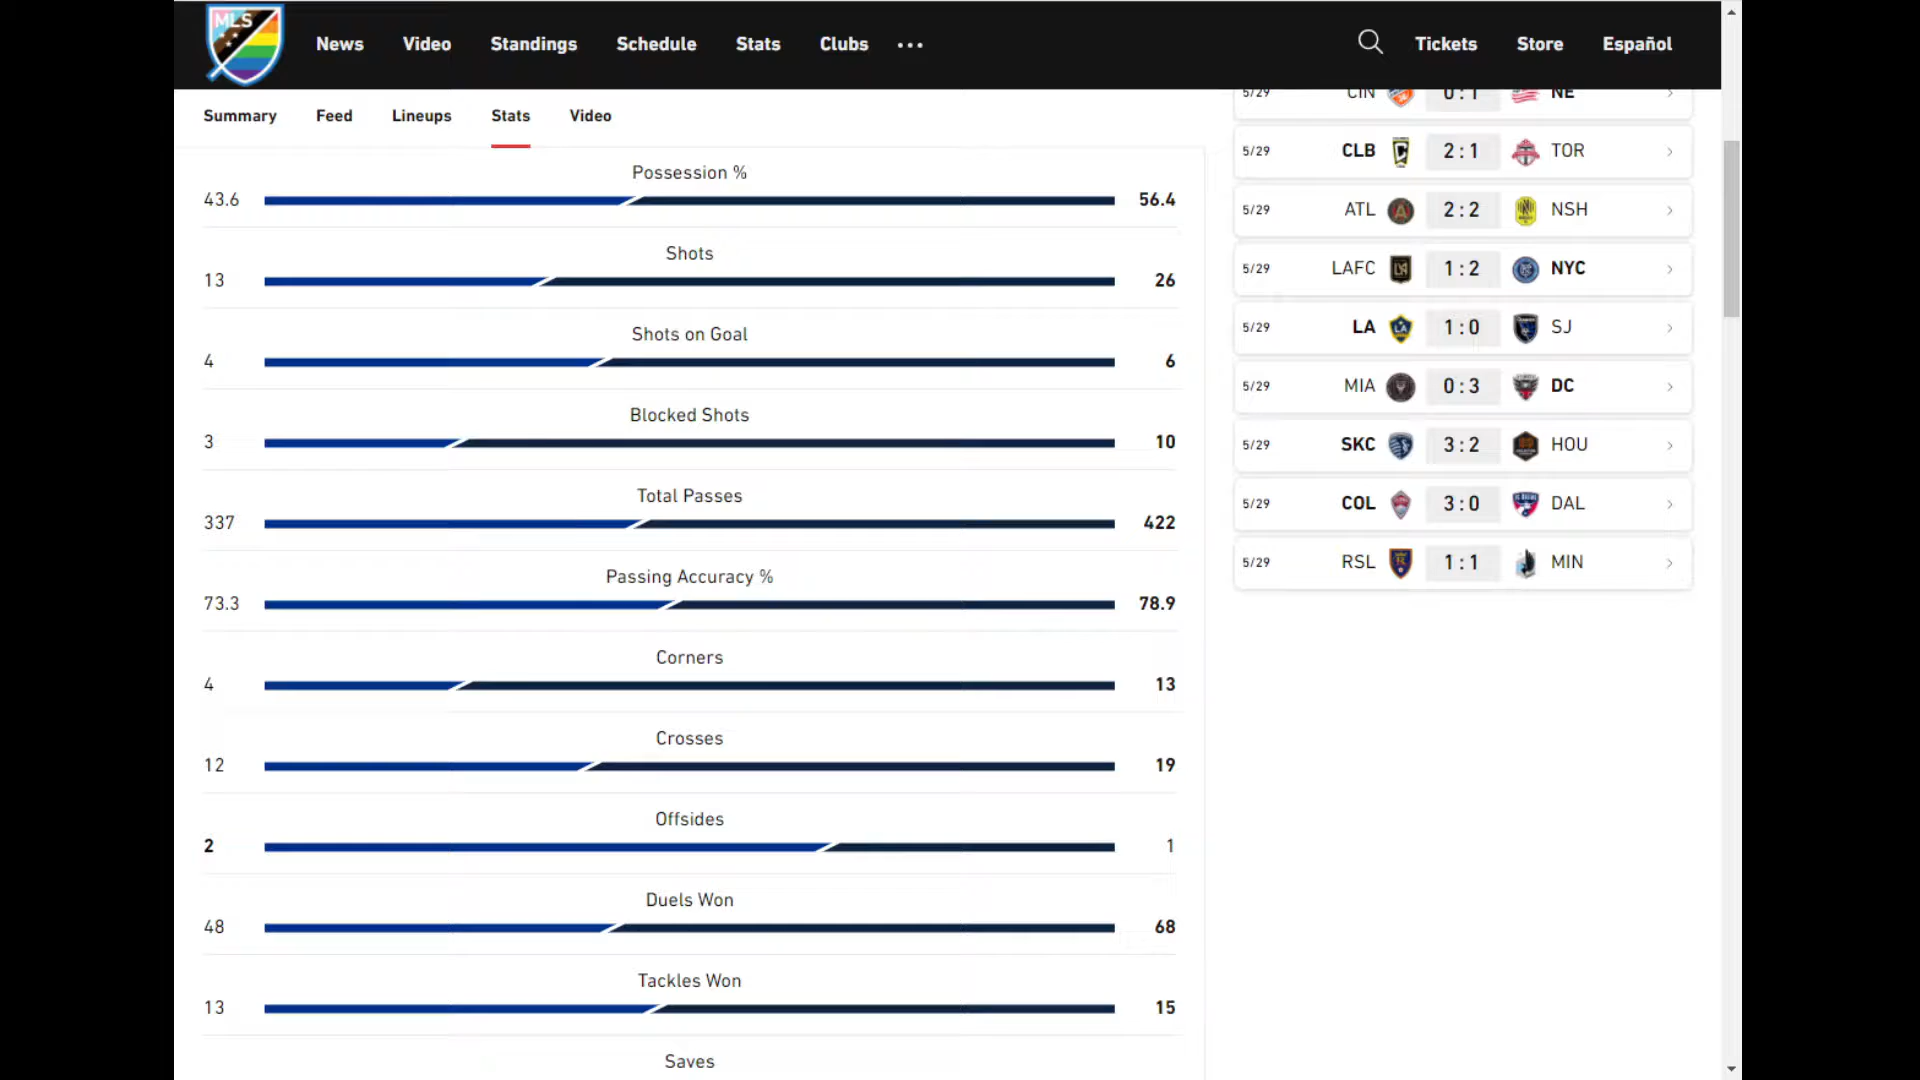 MLS
News Video Standings Schedule Stats Clubs ••• Tickets Store Español
Summary Feed Lineups Stats Video
Possession %
43.6 56.4
Shots
13 26
Shots on Goal
4 6
Blocked Shots
3 10
Total Passes
337 422
Passing Accuracy %
73.3 78.9
Corners
4 13
Crosses
12 19
Offsides
2 1
Duels Won
48 68
Tackles Won
13 15
Saves
5/29 CIN 0 : 1 NE
5/29 CLB 2 : 1 TOR
5/29 ATL 2 : 2 NSH
5/29 LAFC 1 : 2 NYC
5/29 LA 1 : 0 SJ
5/29 MIA 0 : 3 DC
5/29 SKC 3 : 2 HOU
5/29 COL 3 : 0 DAL
5/29 RSL 1 : 1 MIN